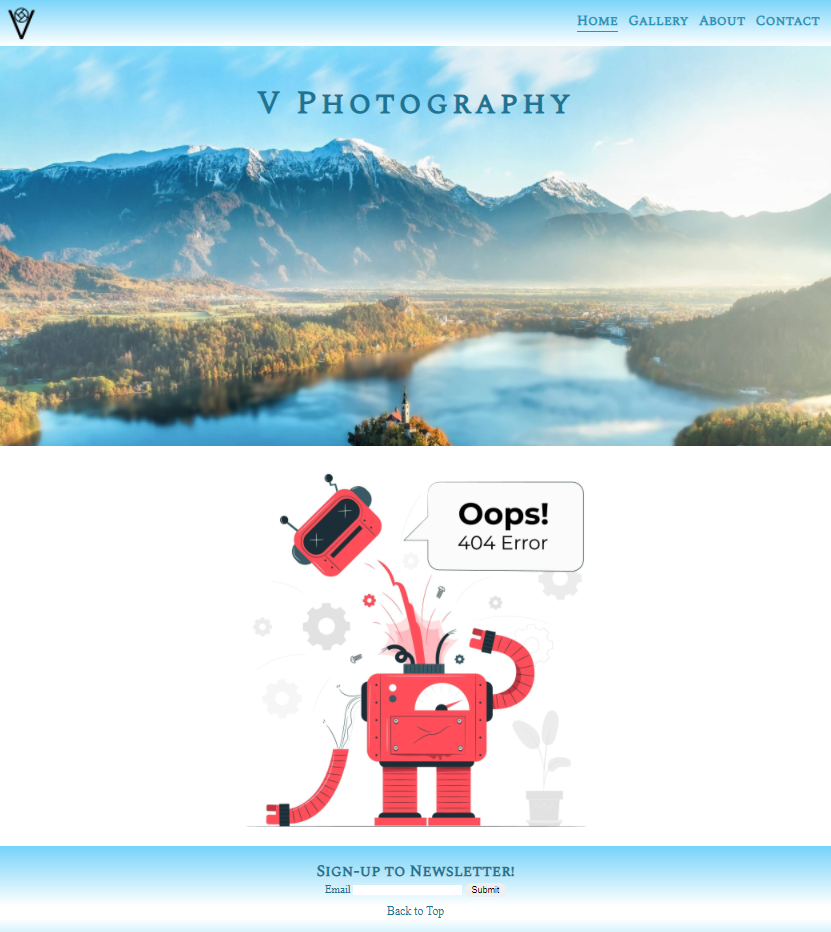 Home Gallery About Contact
V Photography
Oops!
404 Error
Sign-up to Newsletter!
Email Submit
Back to Top